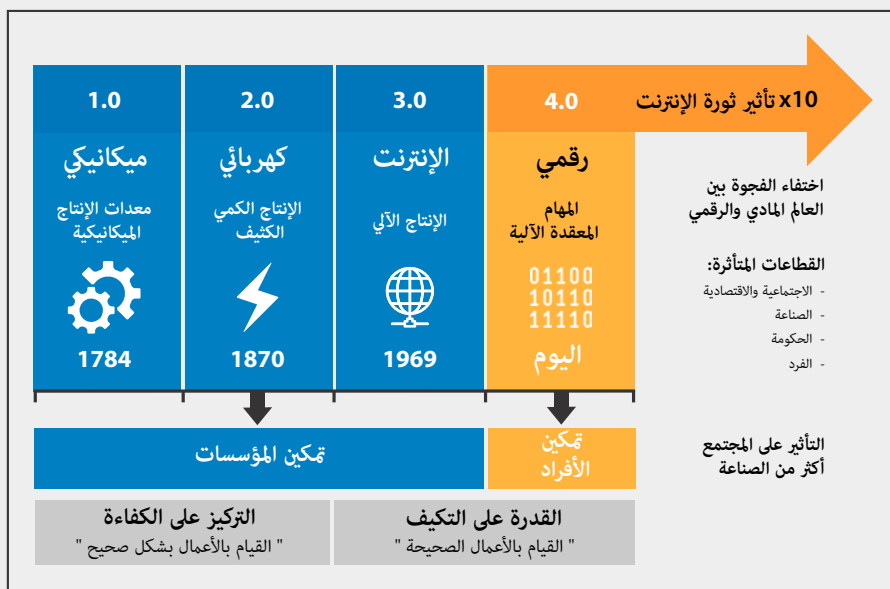 1.0
ميكانيكي
معدات الإنتاج
الميكانيكية
1784
2.0
كهربائي
الإنتاج الكمي
الكثيف
1870
3.0
الإنترنت
الإنتاج الآلي
1969
4.0
رقمي
المهام
المعقدة الآلية
01100
10110
11110
اليوم
x10 تأثير ثورة الإنترنت
اختفاء الفجوة بين
العالم المادي والرقمي
القطاعات المتأثرة:
- الاجتماعية والاقتصادية
- الصناعة
- الحكومة
- الفرد
تمكين المؤسسات
تمكين
الأفراد
التأثير على المجتمع
أكثر من الصناعة
التركيز على الكفاءة
" القيام بالأعمال بشكل صحيح "
القدرة على التكيف
" القيام بالأعمال الصحيحة "